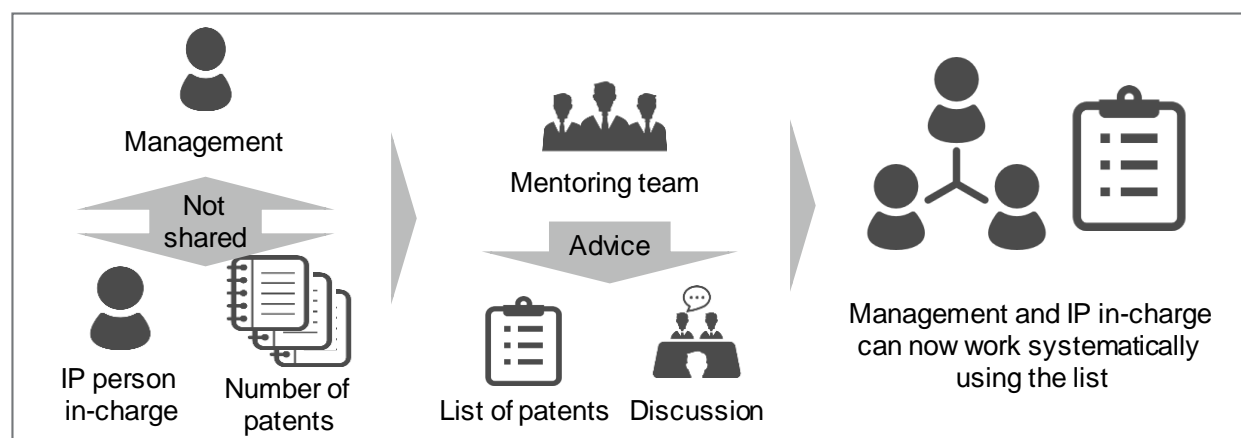 Management
Not
shared
IP person
in-charge
Number of
patents
Mentoring team
Advice
List of patents
Discussion
Management and IP in-charge
can now work systematically
using the list